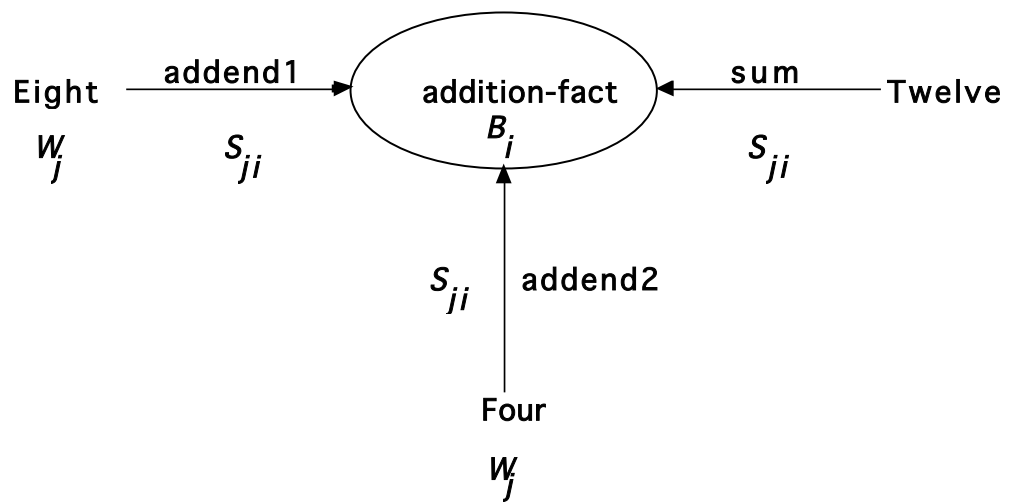 addend1
sum
Eight
addition-fact
Twelve
B_i
W_j
S_ji
S_ji
S_ji
addend2
Four
W_j